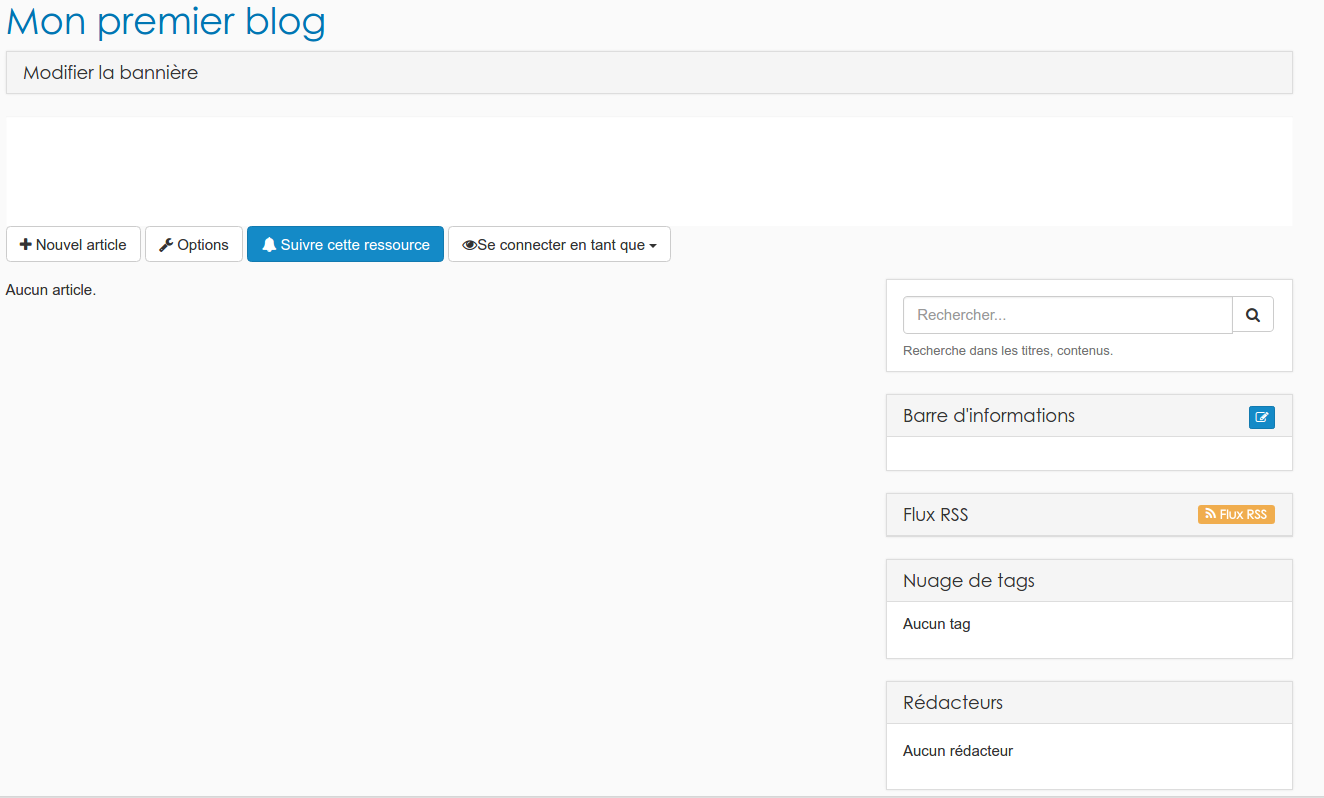 Mon premier blog
Modifier la bannière
Nouvel article Options Suivre cette ressource Se connecter en tant que
Aucun article.
Rechercher...
Recherche dans les titres, contenus.
Barre d'informations
Flux RSS Flux RSS
Nuage de tags
Aucun tag
Rédacteurs
Aucun rédacteur